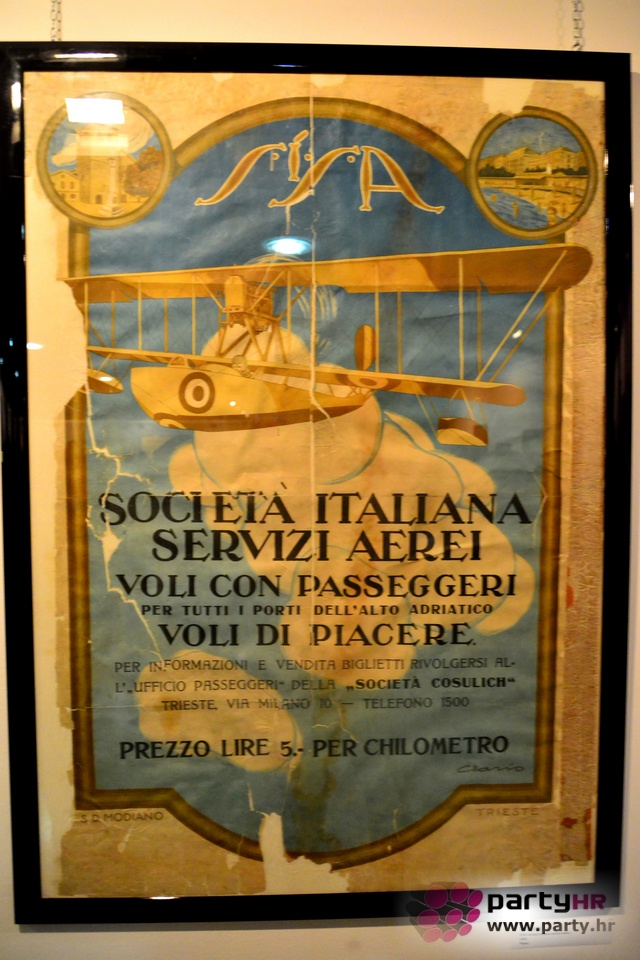 S.I.S.A
SOCIETÀ ITALIANA
SERVIZI AEREI
VOLI CON PASSEGGERI
PER TUTTI I PORTI DELL'ALTO ADRIATICO
VOLI DI PIACERE
PER INFORMAZIONI E VENDITA BIGLIETTI RIVOLGERSI AL-
L'„UFFICIO PASSEGGERI“ DELLA „SOCIETÀ COSULICH“
TRIESTE, VIA MILANO 10 — TELEFONO 1500
PREZZO LIRE 5.- PER CHILOMETRO
S.D. MODIANO
TRIESTE
partyHR
www.party.hr